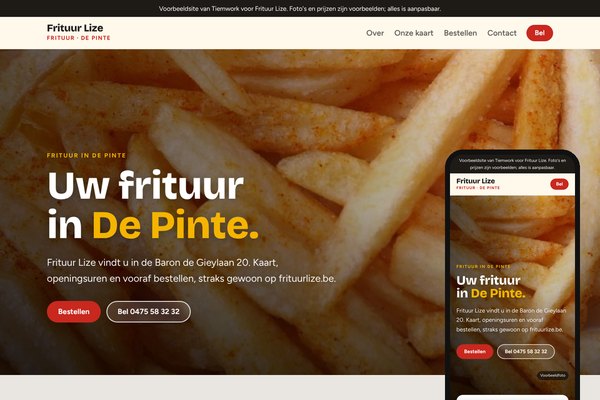 Voorbeeldsite van Tiemwork voor Frituur Lize. Foto's en prijzen zijn voorbeelden; alles is aanpasbaar.
Frituur Lize
FRITUUR · DE PINTE
Over Onze kaart Bestellen Contact Bel
FRITUUR IN DE PINTE
Uw frituur
in De Pinte.
Frituur Lize vindt u in de Baron de Gieylaan 20. Kaart,
openingsuren en vooraf bestellen, straks gewoon op frituurlize.be.
Bestellen Bel 0475 58 32 32
Voorbeeldsite van Tiemwork voor Frituur Lize. Foto's en
prijzen zijn voorbeelden; alles is aanpasbaar.
Frituur Lize
FRITUUR · DE PINTE
Bel
FRITUUR IN DE PINTE
Uw frituur
in De Pinte.
Frituur Lize vindt u in de Baron de Gieylaan
20. Kaart, openingsuren en vooraf
bestellen, straks gewoon op frituurlize.be.
Bestellen Bel 0475 58 32 32
Voorbeeldfoto